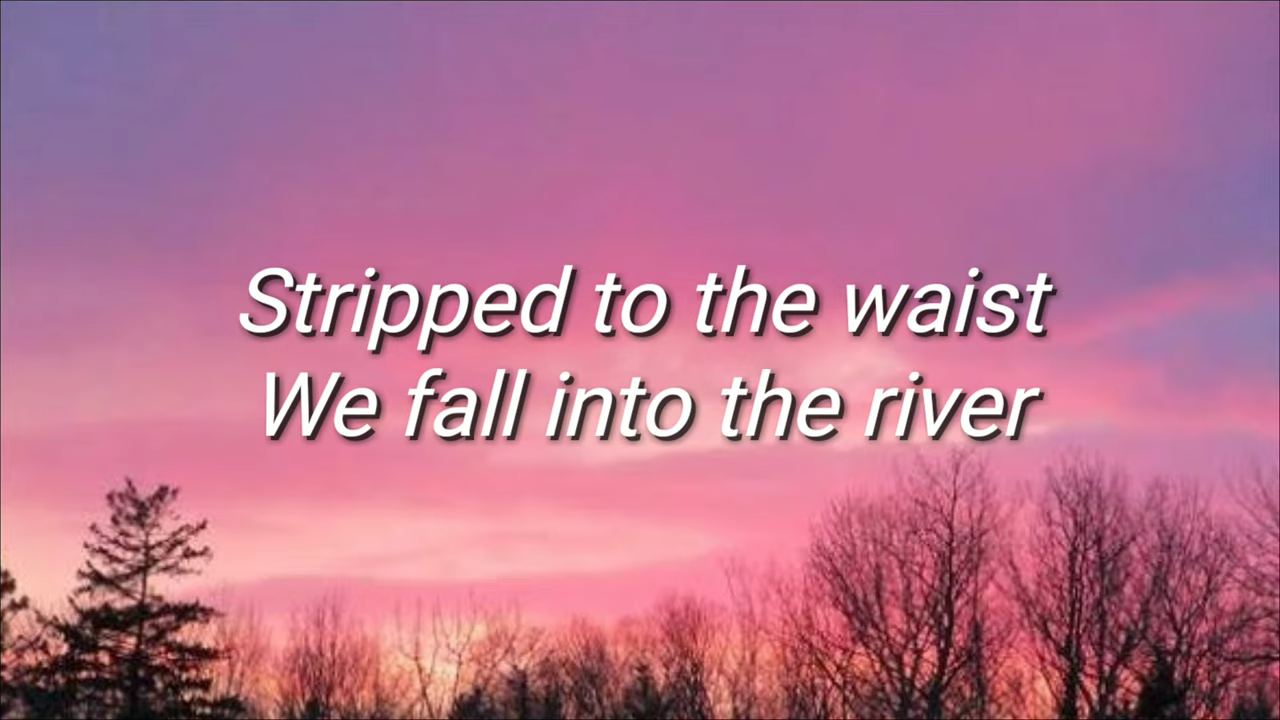 Stripped to the waist
We fall into the river